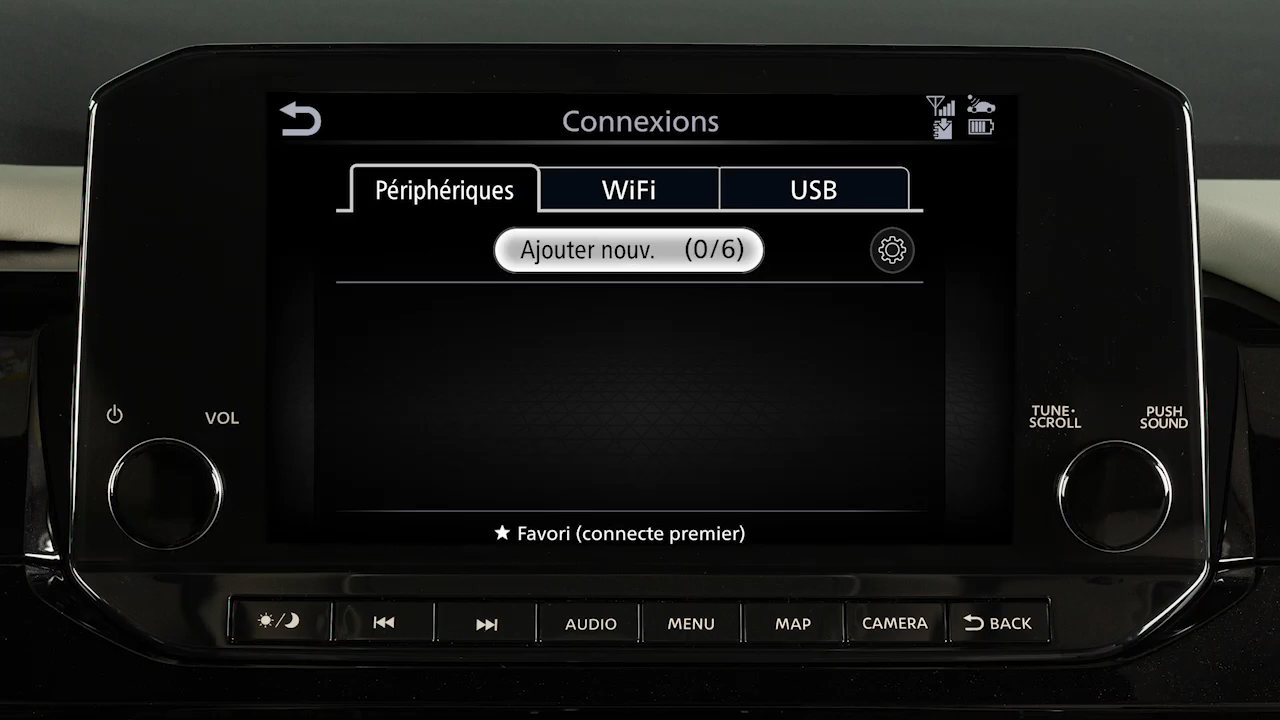 Connexions
Périphériques WiFi USB
Ajouter nouv. (0/6)
★ Favori (connecte premier)
VOL
TUNE•
SCROLL
PUSH
SOUND
AUDIO MENU MAP CAMERA BACK